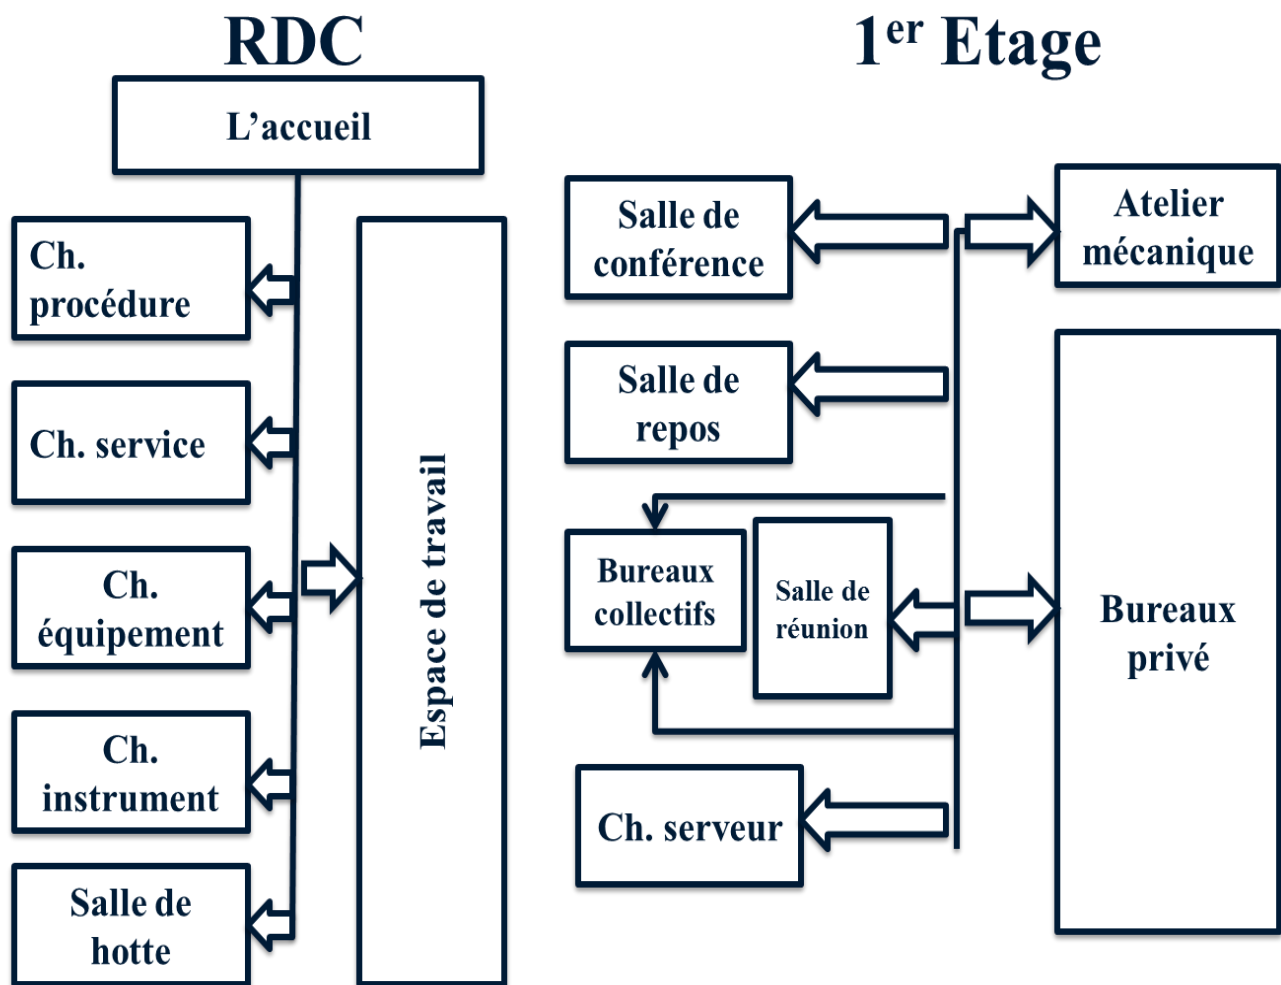 RDC
L'accueil
Ch.
procédure
Ch. service
Ch.
équipement
Ch.
instrument
Salle de
hotte
Espace de travail
1er Etage
Salle de
conférence
Salle de
repos
Bureaux
collectifs
Salle de
réunion
Ch. serveur
Atelier
mécanique
Bureaux
privé